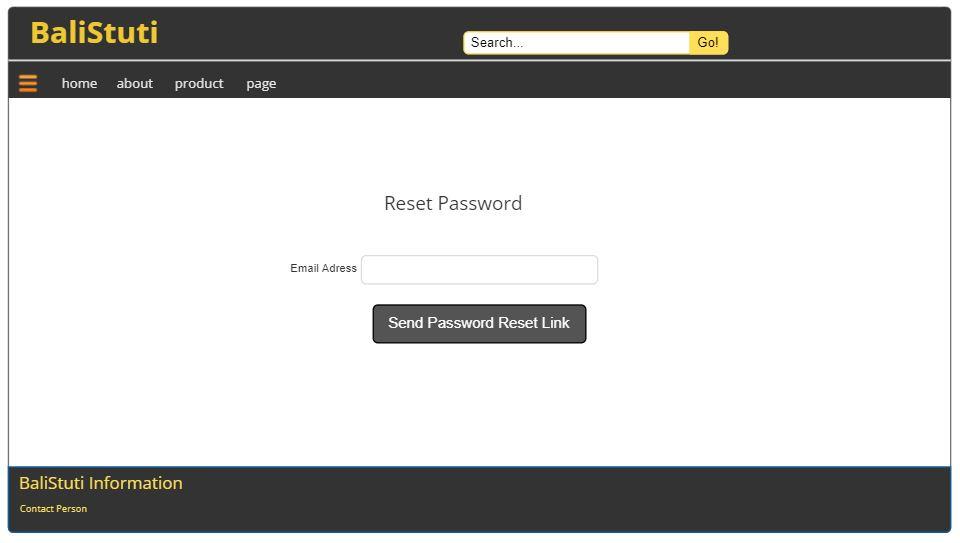 BaliStuti
Search... Go!
home about product page
Reset Password
Email Adress
Send Password Reset Link
BaliStuti Information
Contact Person